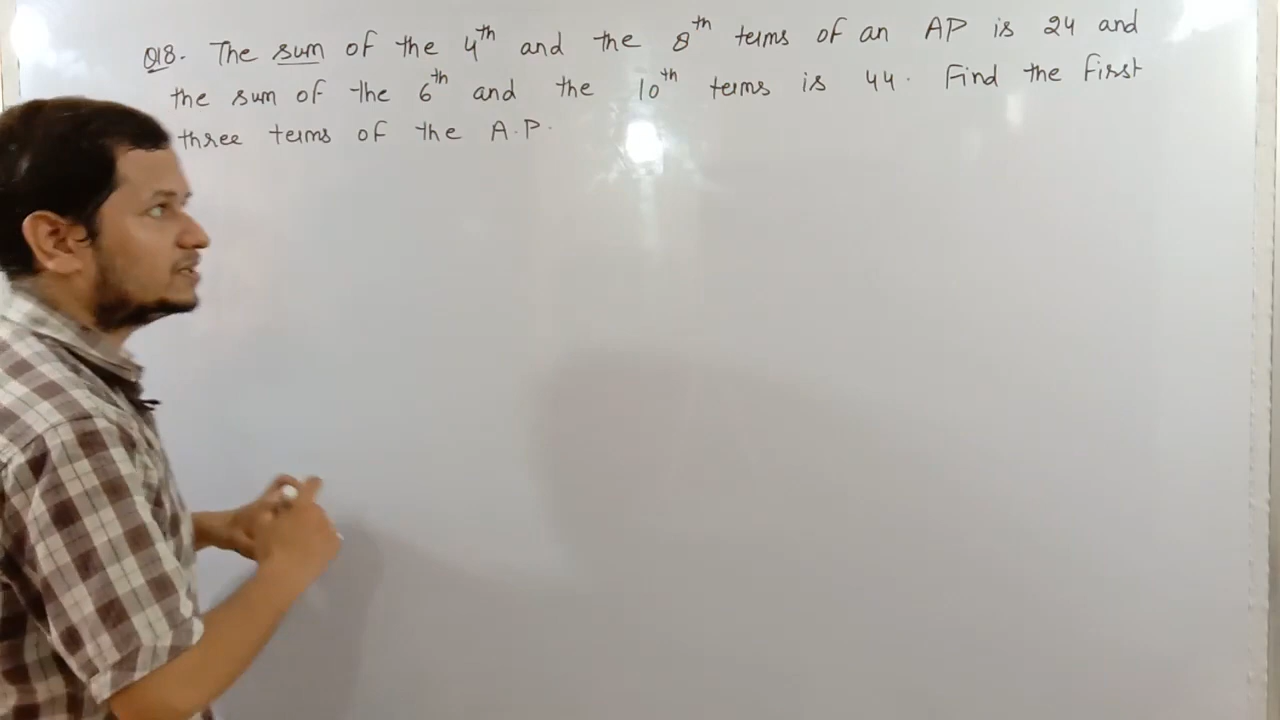 Q18. The sum of the 4th and the 8th terms of an AP is 24 and
the sum of the 6th and the 10th terms is 44. Find the first
three terms of the A.P.